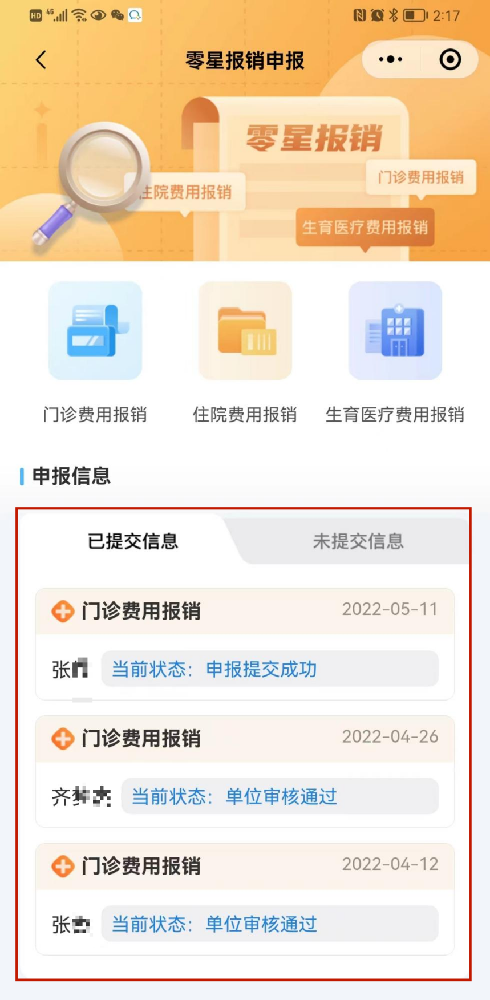 HD 4G 2:17
零星报销申报
零星报销
门诊费用报销
住院费用报销
生育医疗费用报销
门诊费用报销 住院费用报销 生育医疗费用报销
申报信息
已提交信息 未提交信息
门诊费用报销 2022-05-11
张 当前状态：申报提交成功
门诊费用报销 2022-04-26
齐 当前状态：单位审核通过
门诊费用报销 2022-04-12
张 当前状态：单位审核通过